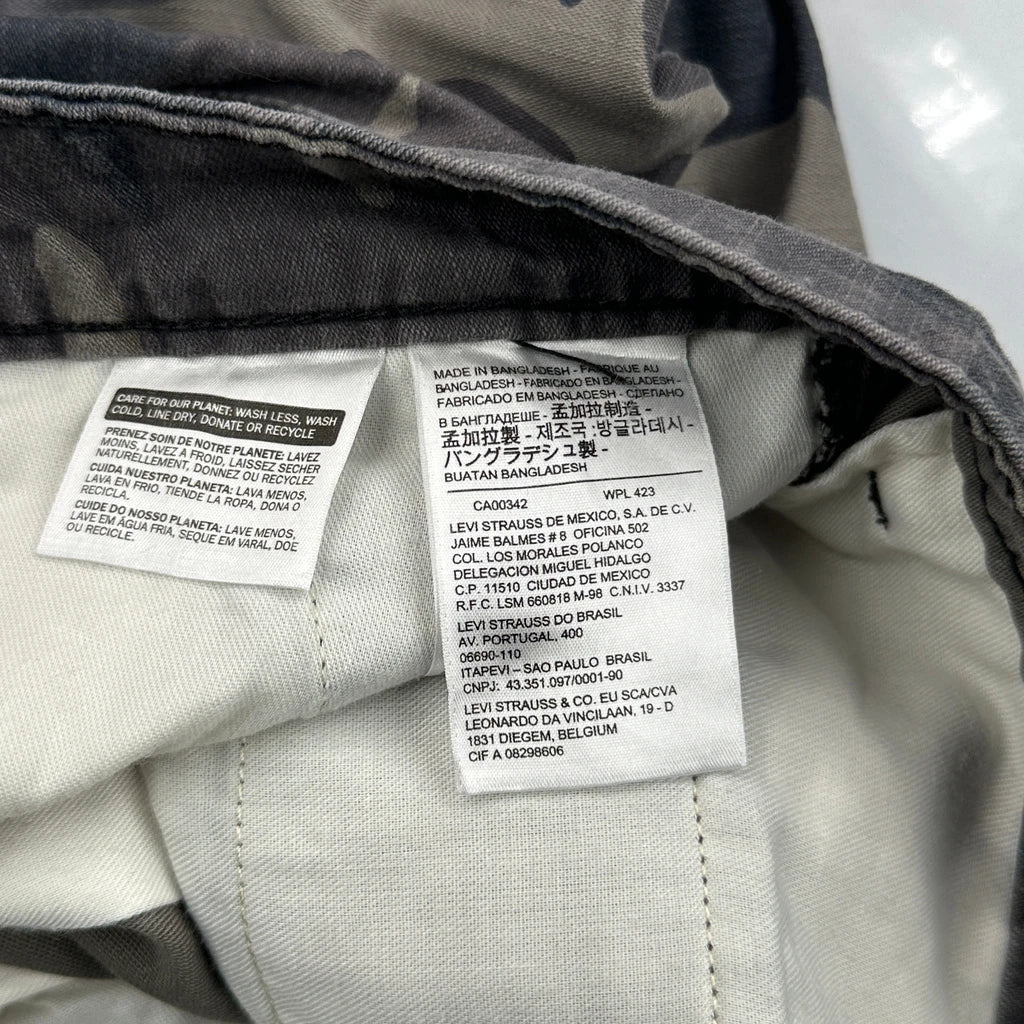 CARE FOR OUR PLANET: WASH LESS, WASH
COLD, LINE DRY, DONATE OR RECYCLE
PRENEZ SOIN DE NOTRE PLANETE: LAVEZ
MOINS, LAVEZ A FROID, LAISSEZ SECHER
NATURELLEMENT, DONNEZ OU RECYCLEZ
CUIDA NUESTRO PLANETA: LAVA MENOS,
LAVA EN FRIO, TIENDE LA ROPA, DONA O
RECICLA.
CUIDE DO NOSSO PLANETA: LAVE MENOS,
LAVE EM ÁGUA FRIA, SEQUE EM VARAL, DOE
OU RECICLE.
MADE IN BANGLADESH - FABRIQUE AU
BANGLADESH - FABRICADO EN BANGLADESH -
FABRICADO EM BANGLADESH - СДЕЛАНО
В БАНГЛАДЕШЕ - 孟加拉制造 -
孟加拉製 - 제조국 :방글라데시 -
バングラデシュ製 -
BUATAN BANGLADESH
CA00342 WPL 423
LEVI STRAUSS DE MEXICO, S.A. DE C.V.
JAIME BALMES # 8 OFICINA 502
COL. LOS MORALES POLANCO
DELEGACION MIGUEL HIDALGO
C.P. 11510 CIUDAD DE MEXICO
R.F.C. LSM 660818 M-98 C.N.I.V. 3337
LEVI STRAUSS DO BRASIL
AV. PORTUGAL, 400
06690-110
ITAPEVI – SAO PAULO BRASIL
CNPJ: 43.351.097/0001-90
LEVI STRAUSS & CO. EU SCA/CVA
LEONARDO DA VINCILAAN, 19 - D
1831 DIEGEM, BELGIUM
CIF A 08298606